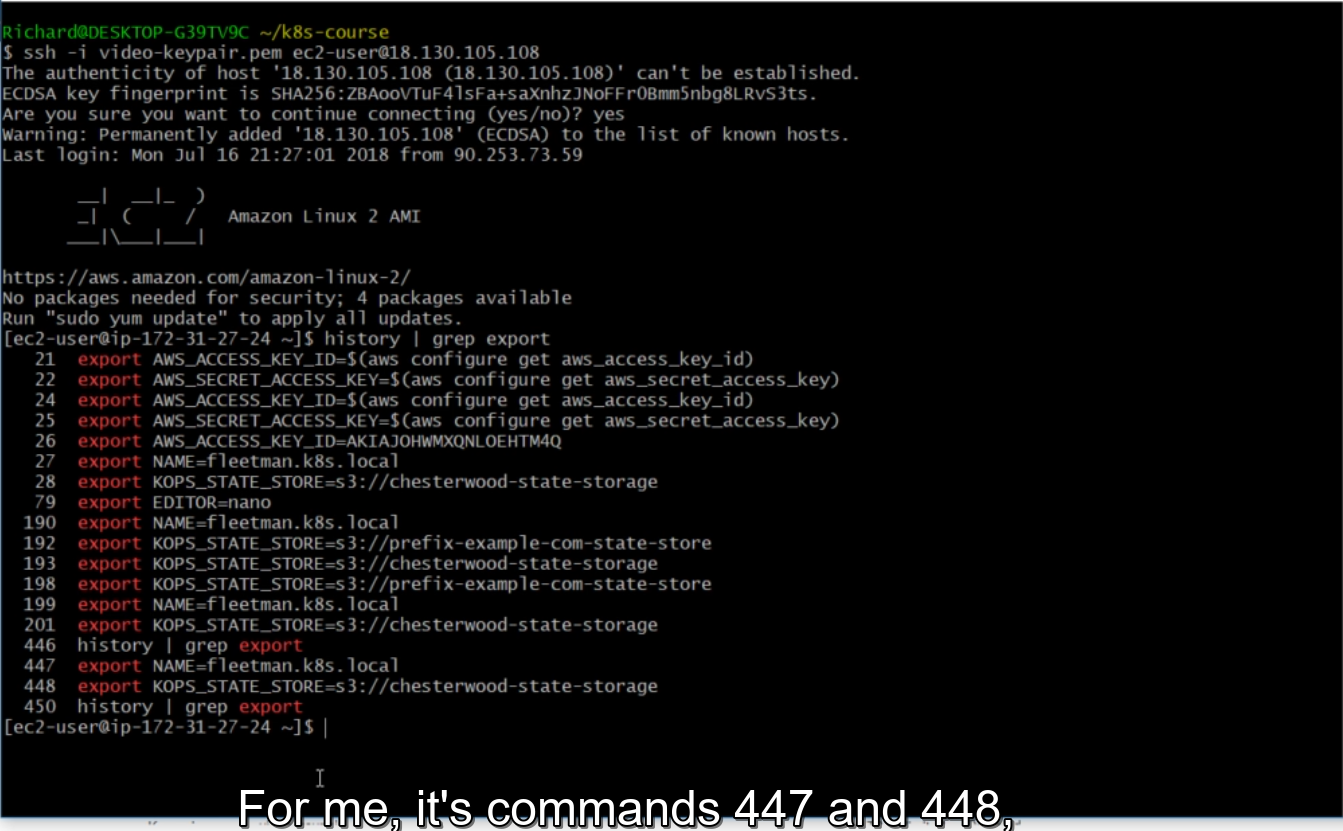 Richard@DESKTOP-G39TV9C ~/k8s-course
$ ssh -i video-keypair.pem ec2-user@18.130.105.108
The authenticity of host '18.130.105.108 (18.130.105.108)' can't be established.
ECDSA key fingerprint is SHA256:ZBAooVTuF4lsFa+saXnhzJNoFFrOBmm5nbg8LRvS3ts.
Are you sure you want to continue connecting (yes/no)? yes
Warning: Permanently added '18.130.105.108' (ECDSA) to the list of known hosts.
Last login: Mon Jul 16 21:27:01 2018 from 90.253.73.59
__|  __|_  )
_|  (     /   Amazon Linux 2 AMI
___|\___|___|
https://aws.amazon.com/amazon-linux-2/
No packages needed for security; 4 packages available
Run "sudo yum update" to apply all updates.
[ec2-user@ip-172-31-27-24 ~]$ history | grep export
21  export AWS_ACCESS_KEY_ID=$(aws configure get aws_access_key_id)
22  export AWS_SECRET_ACCESS_KEY=$(aws configure get aws_secret_access_key)
24  export AWS_ACCESS_KEY_ID=$(aws configure get aws_access_key_id)
25  export AWS_SECRET_ACCESS_KEY=$(aws configure get aws_secret_access_key)
26  export AWS_ACCESS_KEY_ID=AKIAJOHWMXQNLOEHTM4Q
27  export NAME=fleetman.k8s.local
28  export KOPS_STATE_STORE=s3://chesterwood-state-storage
79  export EDITOR=nano
190  export NAME=fleetman.k8s.local
192  export KOPS_STATE_STORE=s3://prefix-example-com-state-store
193  export KOPS_STATE_STORE=s3://chesterwood-state-storage
198  export KOPS_STATE_STORE=s3://prefix-example-com-state-store
199  export NAME=fleetman.k8s.local
201  export KOPS_STATE_STORE=s3://chesterwood-state-storage
446  history | grep export
447  export NAME=fleetman.k8s.local
448  export KOPS_STATE_STORE=s3://chesterwood-state-storage
450  history | grep export
[ec2-user@ip-172-31-27-24 ~]$
For me, it's commands 447 and 448,